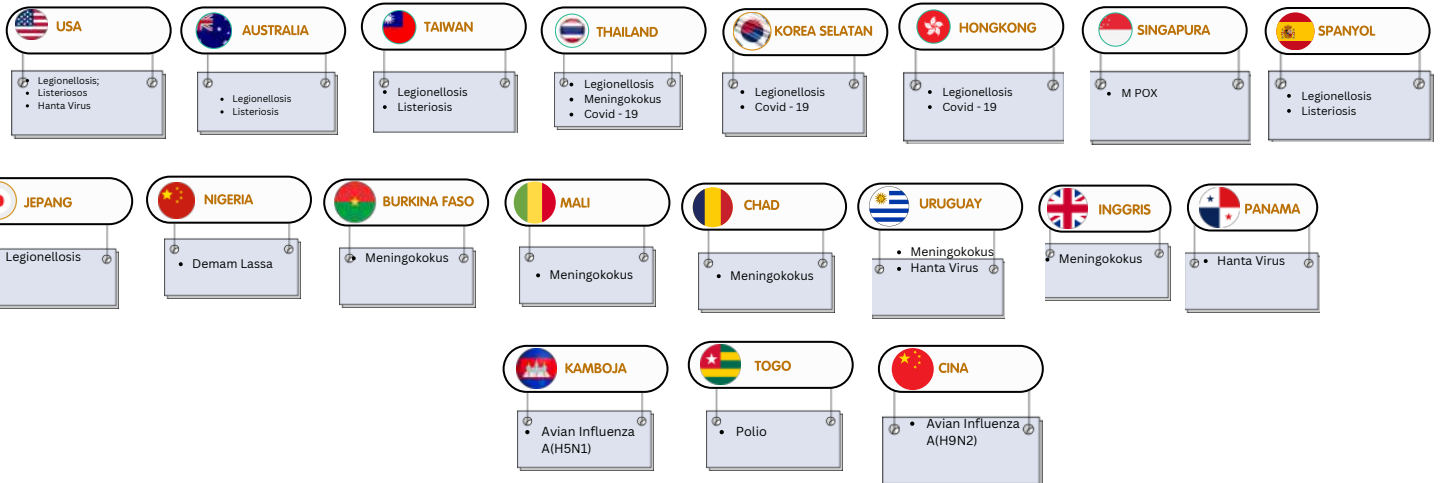 USA
Legionellosis;
Listeriosos
Hanta Virus
AUSTRALIA
Legionellosis
Listeriosis
TAIWAN
Legionellosis
Listeriosis
THAILAND
Legionellosis
Meningokokus
Covid - 19
KOREA SELATAN
Legionellosis
Covid - 19
HONGKONG
Legionellosis
Covid - 19
SINGAPURA
M POX
SPANYOL
Legionellosis
Listeriosis
JEPANG
Legionellosis
NIGERIA
Demam Lassa
BURKINA FASO
Meningokokus
MALI
Meningokokus
CHAD
Meningokokus
URUGUAY
Meningokokus
Hanta Virus
INGGRIS
Meningokokus
PANAMA
Hanta Virus
KAMBOJA
Avian Influenza
A(H5N1)
TOGO
Polio
CINA
Avian Influenza
A(H9N2)